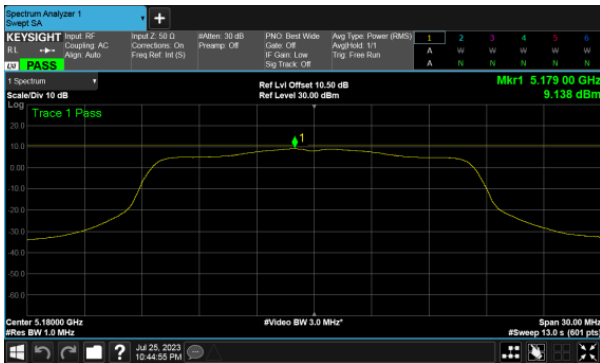 Spectrum Analyzer 1
Swept SA
+
KEYSIGHT
RL
PASS
Input: RF
Coupling: AC
Align: Auto
Input Z: 50 Ω
Corrections: On
Freq Ref: Int (S)
#Atten: 30 dB
Preamp: Off
PNO: Best Wide
Gate: Off
IF Gain: Low
Sig Track: Off
Avg Type: Power (RMS)
Avg|Hold: 1/1
Trig: Free Run
1 2 3 4 5 6
A W W W W W
A N N N N N
1 Spectrum
Scale/Div 10 dB
Ref Lvl Offset 10.50 dB
Ref Level 30.00 dBm
Mkr1 5.179 00 GHz
9.138 dBm
Log
Trace 1 Pass
1
20.0
10.0
0.00
-10.0
-20.0
-30.0
-40.0
-50.0
-60.0
Center 5.18000 GHz
#Res BW 1.0 MHz
#Video BW 3.0 MHz*
Span 30.00 MHz
#Sweep 13.0 s (601 pts)
?
Jul 25, 2023
10:44:55 PM